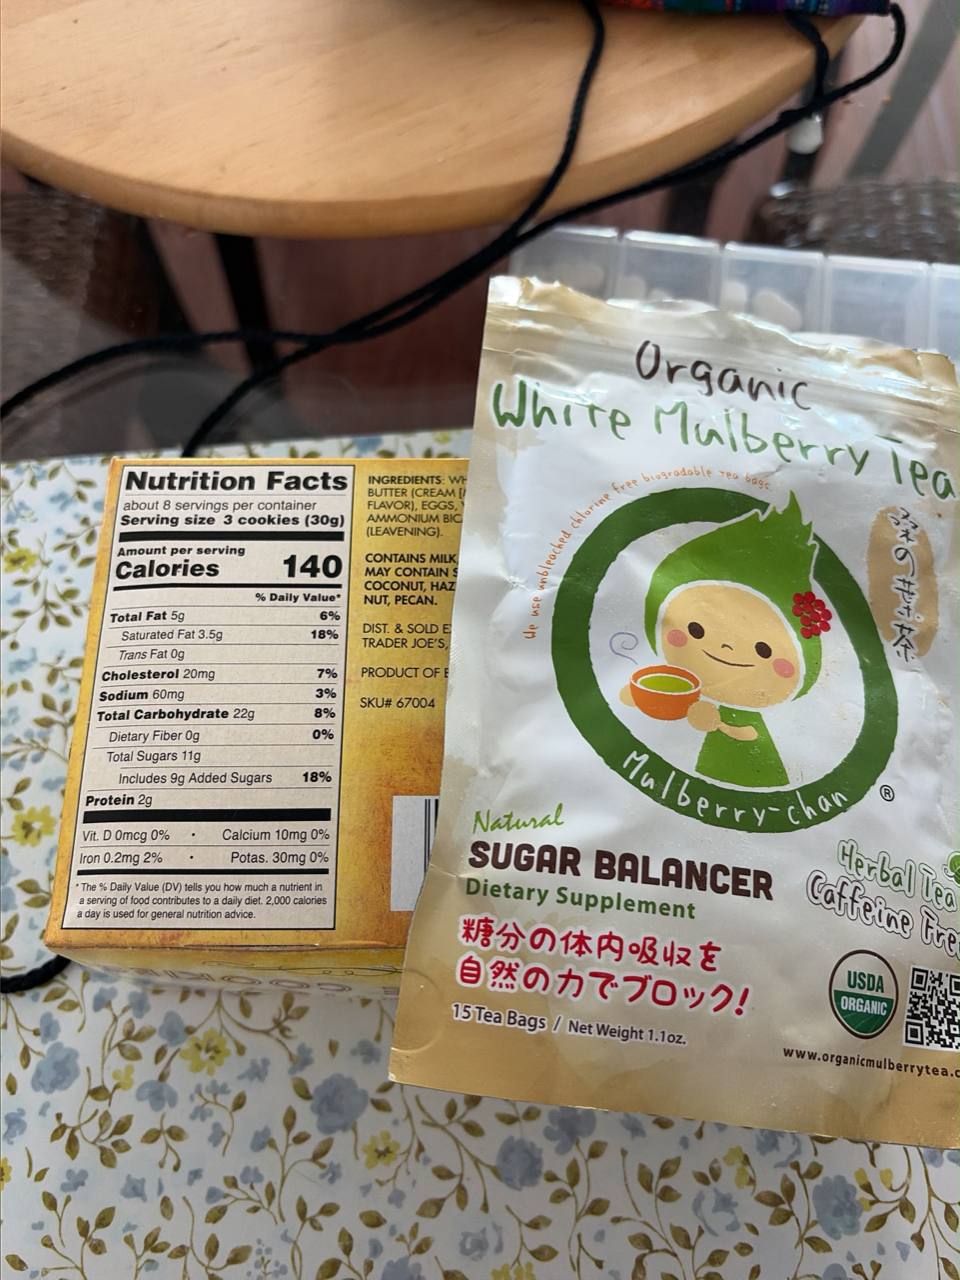 Nutrition Facts
about 8 servings per container
Serving size 3 cookies (30g)
Amount per serving
Calories 140
% Daily Value*
Total Fat 5g 6%
Saturated Fat 3.5g 18%
Trans Fat 0g
Cholesterol 20mg 7%
Sodium 60mg 3%
Total Carbohydrate 22g 8%
Dietary Fiber 0g 0%
Total Sugars 11g
Includes 9g Added Sugars 18%
Protein 2g
Vit. D 0mcg 0% • Calcium 10mg 0%
Iron 0.2mg 2% • Potas. 30mg 0%
* The % Daily Value (DV) tells you how much a nutrient in
a serving of food contributes to a daily diet. 2,000 calories
a day is used for general nutrition advice.
INGREDIENTS:
BUTTER (CREAM
FLAVOR), EGGS,
AMMONIUM
(LEAVENING).
CONTAINS MILK,
MAY CONTAIN
COCONUT,
NUT, PECAN.
DIST. & SOLD
TRADER JOE'S,
PRODUCT OF
SKU# 67004
Organic
White Mulberry Tea
We use unbleached chlorine free biogradable tea bags.
桑の苦茶
Mulberry-chan ®
Natural
SUGAR BALANCER
Dietary Supplement
Herbal Tea
Caffeine
糖分の体内吸収を
自然の力でブロック!
USDA
ORGANIC
15 Tea Bags / Net Weight 1.1oz.
www.organicmulberrytea.c